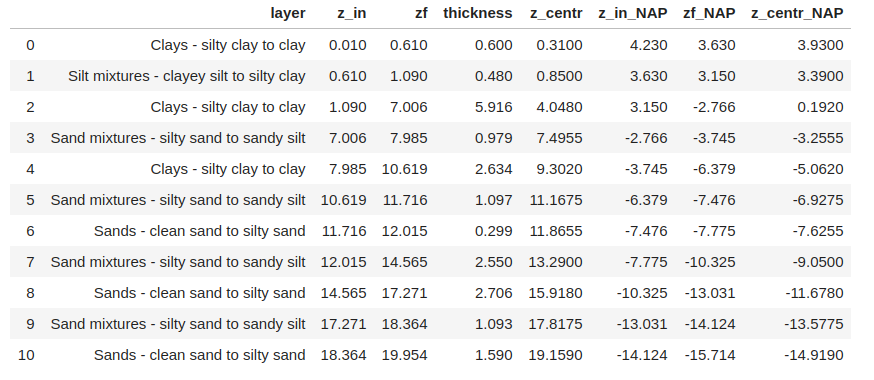 layer z_in zf thickness z_centr z_in_NAP zf_NAP z_centr_NAP
0 Clays - silty clay to clay 0.010 0.610 0.600 0.3100 4.230 3.630 3.9300
1 Silt mixtures - clayey silt to silty clay 0.610 1.090 0.480 0.8500 3.630 3.150 3.3900
2 Clays - silty clay to clay 1.090 7.006 5.916 4.0480 3.150 -2.766 0.1920
3 Sand mixtures - silty sand to sandy silt 7.006 7.985 0.979 7.4955 -2.766 -3.745 -3.2555
4 Clays - silty clay to clay 7.985 10.619 2.634 9.3020 -3.745 -6.379 -5.0620
5 Sand mixtures - silty sand to sandy silt 10.619 11.716 1.097 11.1675 -6.379 -7.476 -6.9275
6 Sands - clean sand to silty sand 11.716 12.015 0.299 11.8655 -7.476 -7.775 -7.6255
7 Sand mixtures - silty sand to sandy silt 12.015 14.565 2.550 13.2900 -7.775 -10.325 -9.0500
8 Sands - clean sand to silty sand 14.565 17.271 2.706 15.9180 -10.325 -13.031 -11.6780
9 Sand mixtures - silty sand to sandy silt 17.271 18.364 1.093 17.8175 -13.031 -14.124 -13.5775
10 Sands - clean sand to silty sand 18.364 19.954 1.590 19.1590 -14.124 -15.714 -14.9190